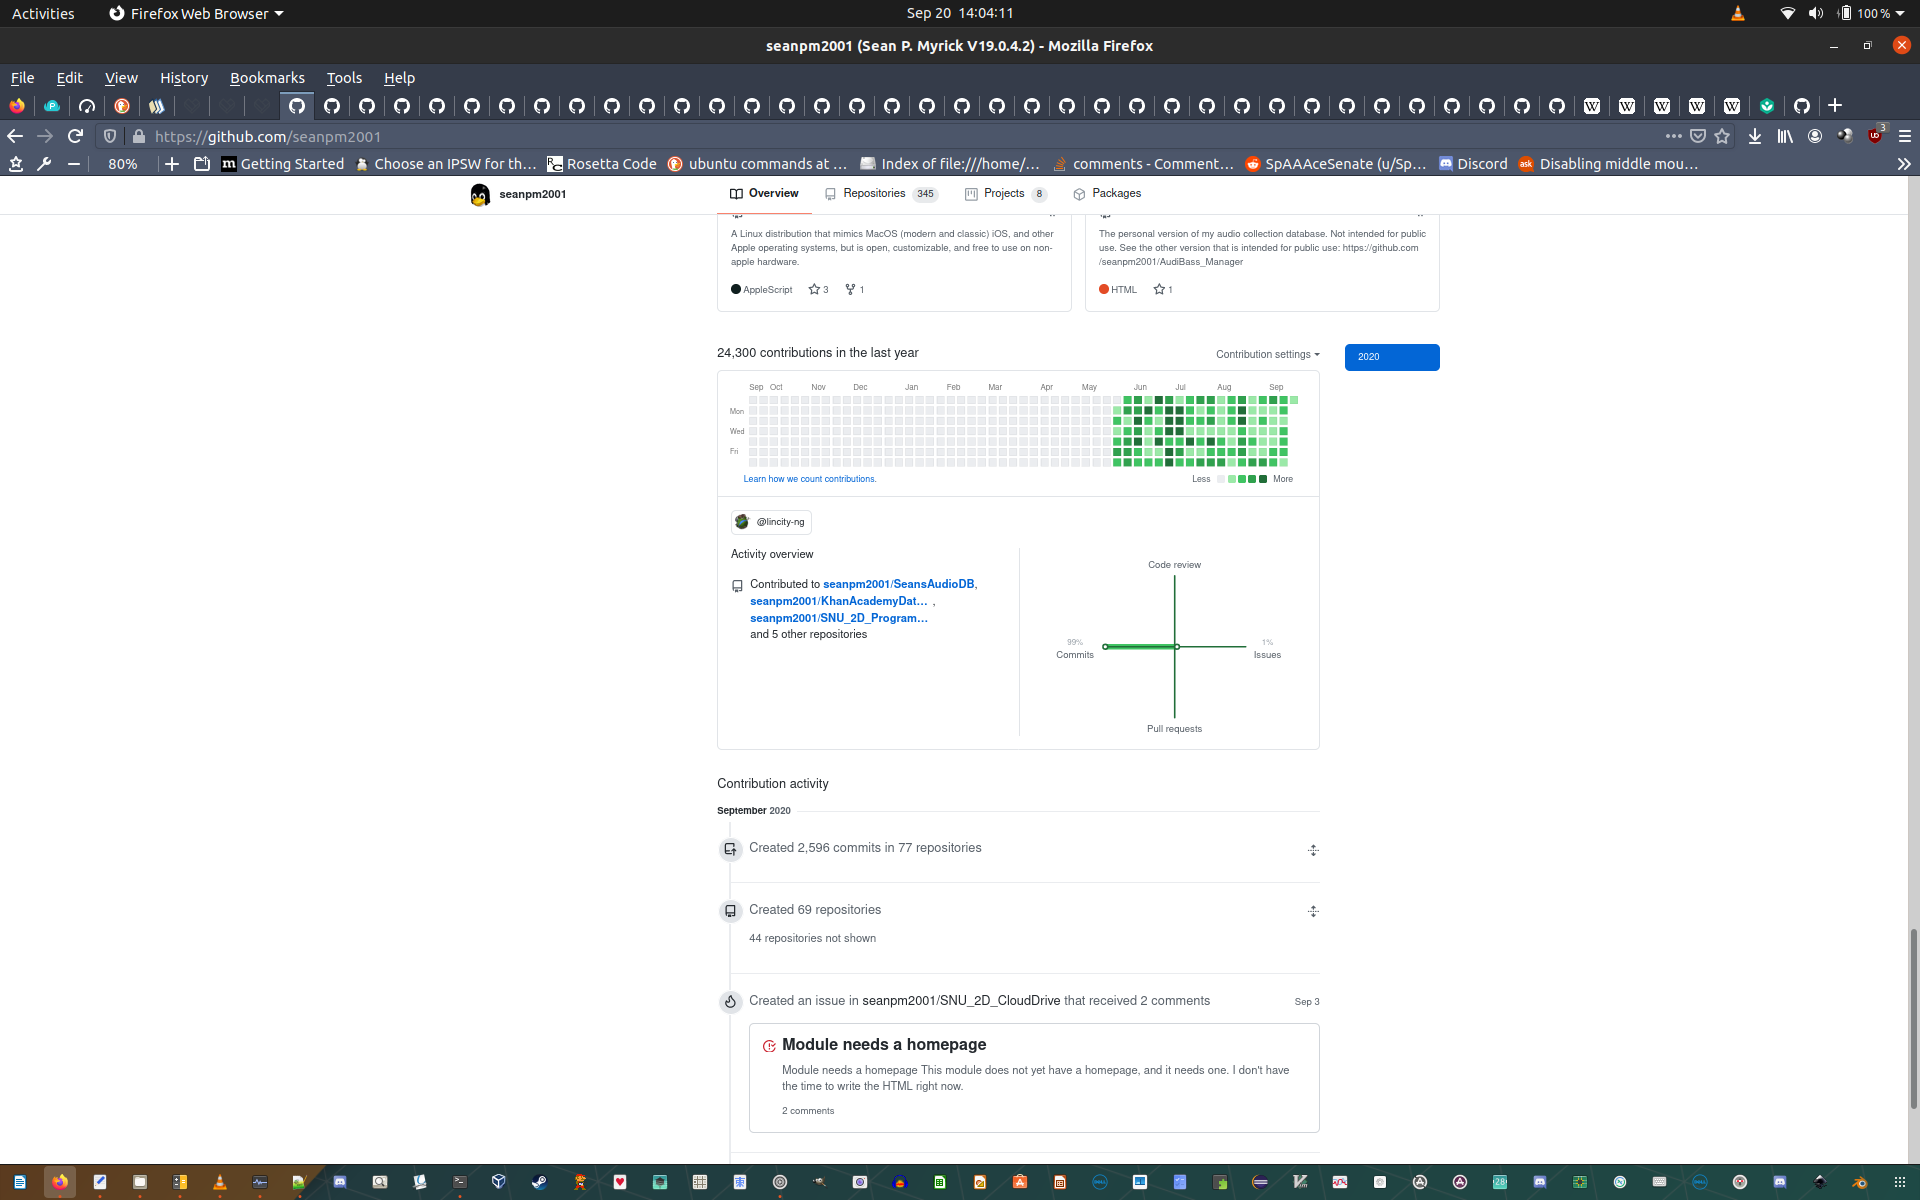 Activities
Firefox Web Browser
Sep 20 14:04:11
100 %
seanpm2001 (Sean P. Myrick V19.0.4.2) - Mozilla Firefox
File Edit View History Bookmarks Tools Help
https://github.com/seanpm2001
3
80%
Getting Started
Choose an IPSW for th…
Rosetta Code
ubuntu commands at …
Index of file:///home/…
comments - Comment…
SpAAAceSenate (u/Sp…
Discord
Disabling middle mou…
seanpm2001
Overview
Repositories 345
Projects 8
Packages
A Linux distribution that mimics MacOS (modern and classic) iOS, and other
Apple operating systems, but is open, customizable, and free to use on non-
apple hardware.
AppleScript 3 1
The personal version of my audio collection database. Not intended for public
use. See the other version that is intended for public use: https://github.com
/seanpm2001/AudiBass_Manager
HTML 1
24,300 contributions in the last year
Contribution settings
2020
Sep Oct Nov Dec Jan Feb Mar Apr May Jun Jul Aug Sep
Mon
Wed
Fri
Learn how we count contributions.
Less
More
@lincity-ng
Activity overview
Contributed to seanpm2001/SeansAudioDB,
seanpm2001/KhanAcademyDat… ,
seanpm2001/SNU_2D_Program…
and 5 other repositories
Code review
99%
Commits
1%
Issues
Pull requests
Contribution activity
September 2020
Created 2,596 commits in 77 repositories
Created 69 repositories
44 repositories not shown
Created an issue in seanpm2001/SNU_2D_CloudDrive that received 2 comments
Sep 3
Module needs a homepage
Module needs a homepage This module does not yet have a homepage, and it needs one. I don't have
the time to write the HTML right now.
2 comments